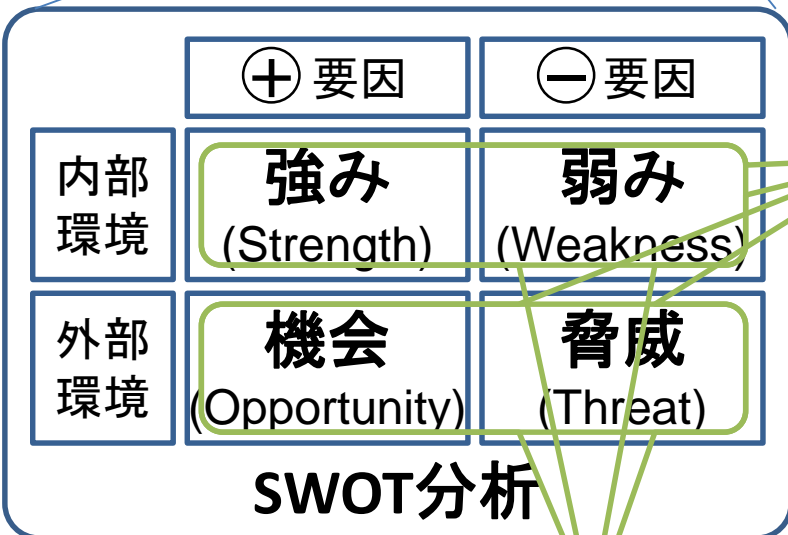 ⊕要因 ⊖要因
内部
環境
強み
(Strength)
弱み
(Weakness)
外部
環境
機会
(Opportunity)
脅威
(Threat)
SWOT分析